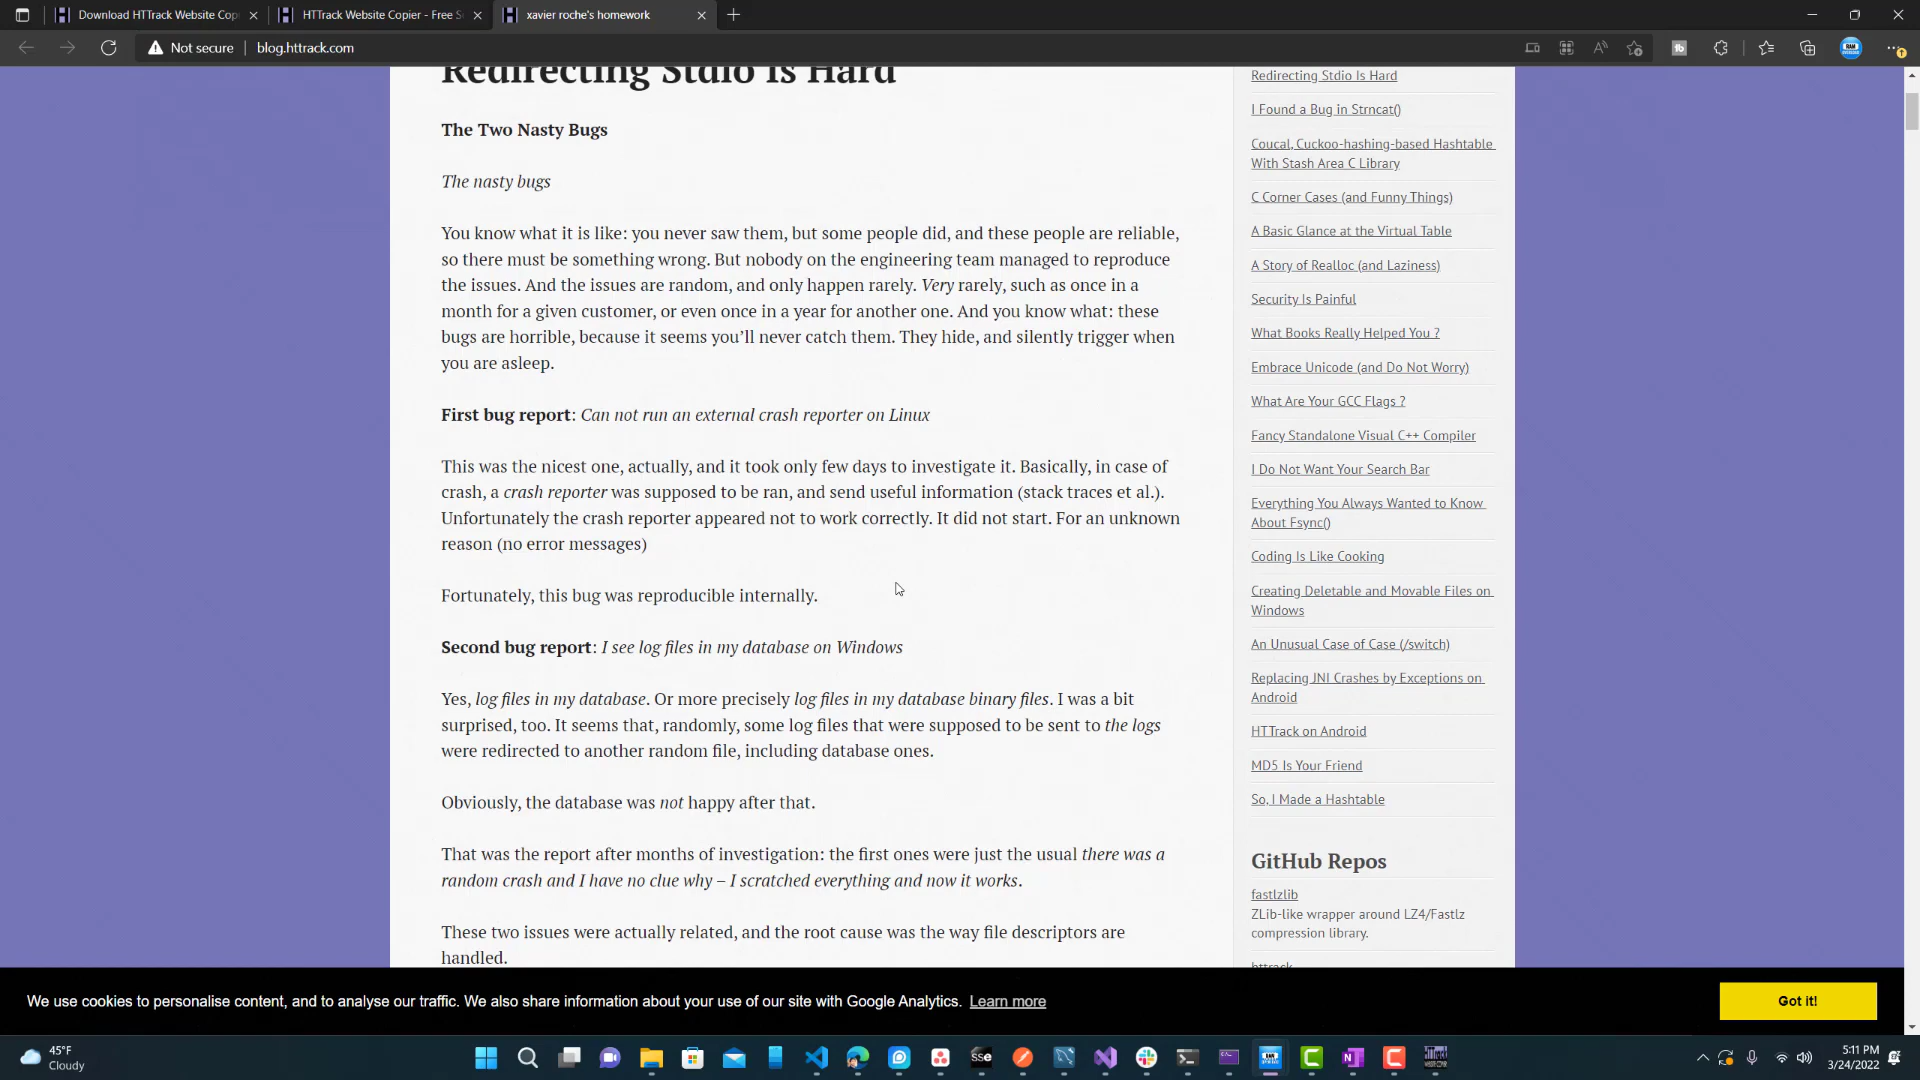 Download HTTrack Website Cop
HTTrack Website Copier - Free S
xavier roche's homework
Not secure
blog.httrack.com
Redirecting Stdio Is Hard
The Two Nasty Bugs
The nasty bugs
You know what it is like: you never saw them, but some people did, and these people are reliable,
so there must be something wrong. But nobody on the engineering team managed to reproduce
the issues. And the issues are random, and only happen rarely. Very rarely, such as once in a
month for a given customer, or even once in a year for another one. And you know what: these
bugs are horrible, because it seems you’ll never catch them. They hide, and silently trigger when
you are asleep.
First bug report: Can not run an external crash reporter on Linux
This was the nicest one, actually, and it took only few days to investigate it. Basically, in case of
crash, a crash reporter was supposed to be ran, and send useful information (stack traces et al.).
Unfortunately the crash reporter appeared not to work correctly. It did not start. For an unknown
reason (no error messages)
Fortunately, this bug was reproducible internally.
Second bug report: I see log files in my database on Windows
Yes, log files in my database. Or more precisely log files in my database binary files. I was a bit
surprised, too. It seems that, randomly, some log files that were supposed to be sent to the logs
were redirected to another random file, including database ones.
Obviously, the database was not happy after that.
That was the report after months of investigation: the first ones were just the usual there was a
random crash and I have no clue why – I scratched everything and now it works.
These two issues were actually related, and the root cause was the way file descriptors are
handled.
Redirecting Stdio Is Hard
I Found a Bug in Strncat()
Coucal, Cuckoo-hashing-based Hashtable
With Stash Area C Library
C Corner Cases (and Funny Things)
A Basic Glance at the Virtual Table
A Story of Realloc (and Laziness)
Security Is Painful
What Books Really Helped You ?
Embrace Unicode (and Do Not Worry)
What Are Your GCC Flags ?
Fancy Standalone Visual C++ Compiler
I Do Not Want Your Search Bar
Everything You Always Wanted to Know
About Fsync()
Coding Is Like Cooking
Creating Deletable and Movable Files on
Windows
An Unusual Case of Case (/switch)
Replacing JNI Crashes by Exceptions on
Android
HTTrack on Android
MD5 Is Your Friend
So, I Made a Hashtable
GitHub Repos
fastlzlib
ZLib-like wrapper around LZ4/Fastlz
compression library.
httrack
We use cookies to personalise content, and to analyse our traffic. We also share information about your use of our site with Google Analytics. Learn more
Got it!
45°F
Cloudy
SSE
5:11 PM
3/24/2022